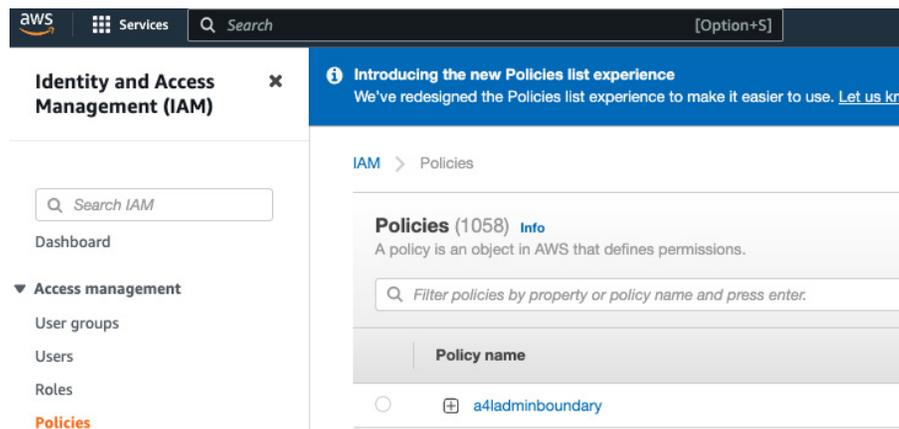 aws Services Search [Option+S]
Identity and Access
Management (IAM)
Search IAM
Dashboard
Access management
User groups
Users
Roles
Policies
Introducing the new Policies list experience
We've redesigned the Policies list experience to make it easier to use. Let us
IAM > Policies
Policies (1058) Info
A policy is an object in AWS that defines permissions.
Filter policies by property or policy name and press enter.
Policy name
a4ladminboundary